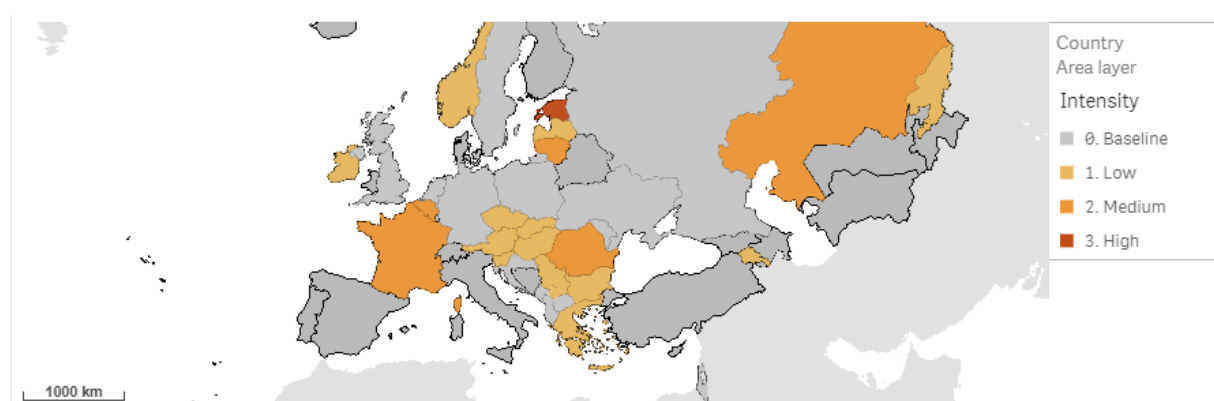 Country
Area layer
Intensity
0. Baseline
1. Low
2. Medium
3. High
1000 km